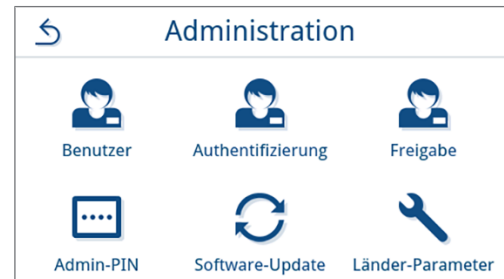 Administration
Benutzer Authentifizierung Freigabe
Admin-PIN Software-Update Länder-Parameter